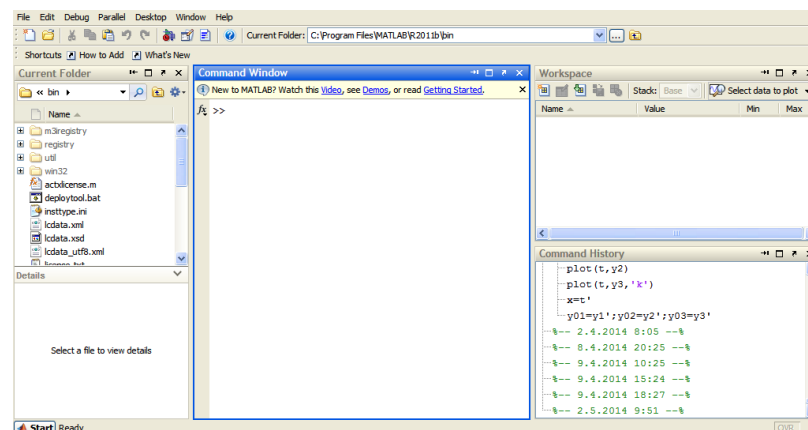 File Edit Debug Parallel Desktop Window Help
Current Folder: C:\Program Files\MATLAB\R2011b\bin
Shortcuts How to Add What's New
Current Folder
« bin
Name
m3iregistry
registry
util
win32
actxlicense.m
deploytool.bat
insttype.ini
lcdata.xml
lcdata.xsd
lcdata_utf8.xml
license.txt
Details
Select a file to view details
Command Window
New to MATLAB? Watch this Video, see Demos, or read Getting Started.
fx >>
Workspace
Stack: Base Select data to plot
Name Value Min Max
Command History
plot(t,y2)
plot(t,y3,'k')
x=t'
y01=y1';y02=y2';y03=y3'
%-- 2.4.2014 8:05 --%
%-- 8.4.2014 20:25 --%
%-- 9.4.2014 10:25 --%
%-- 9.4.2014 15:24 --%
%-- 9.4.2014 18:27 --%
%-- 2.5.2014 9:51 --%
Start Ready
OVR